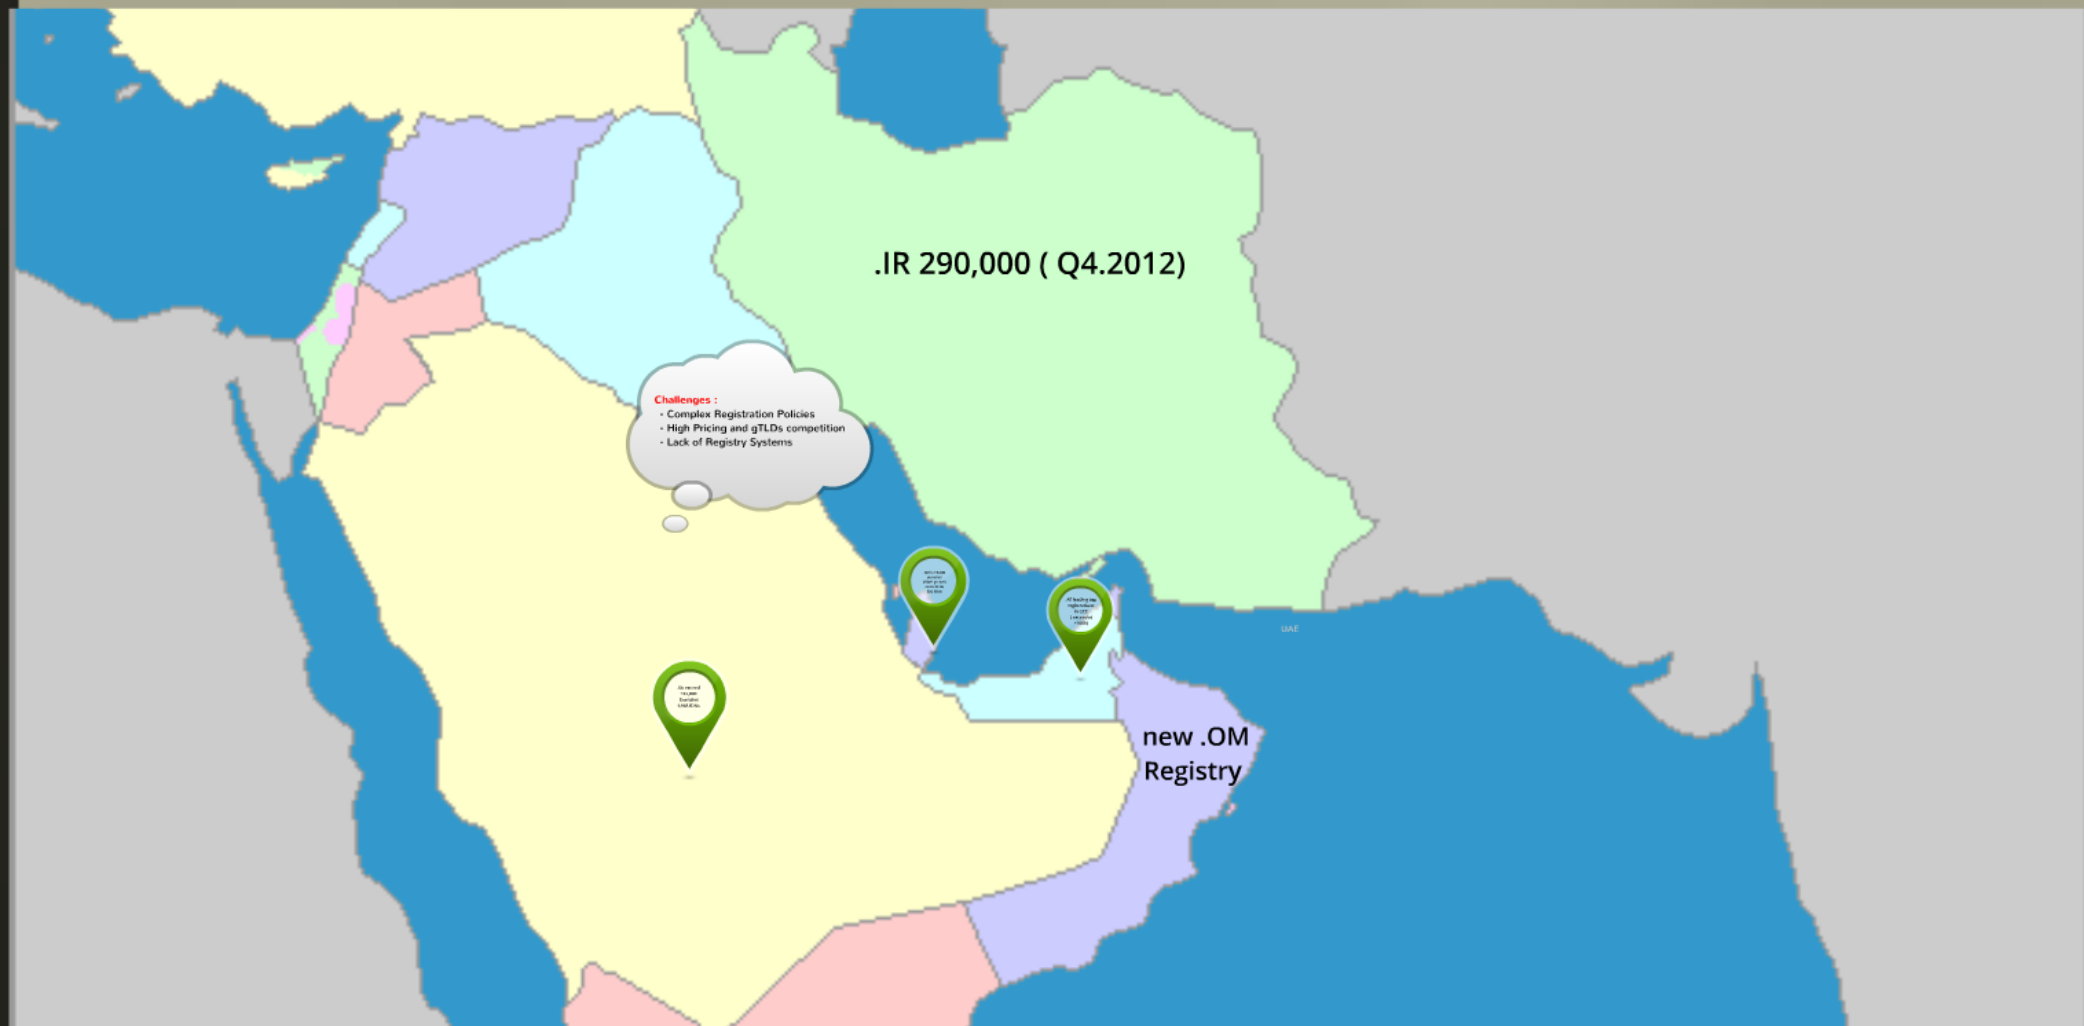 .IR 290,000 ( Q4.2012)
Challenges :
· Complex Registration Policies
· High Pricing and gTLDs competition
· Lack of Registry Systems
UAE
new .OM
Registry